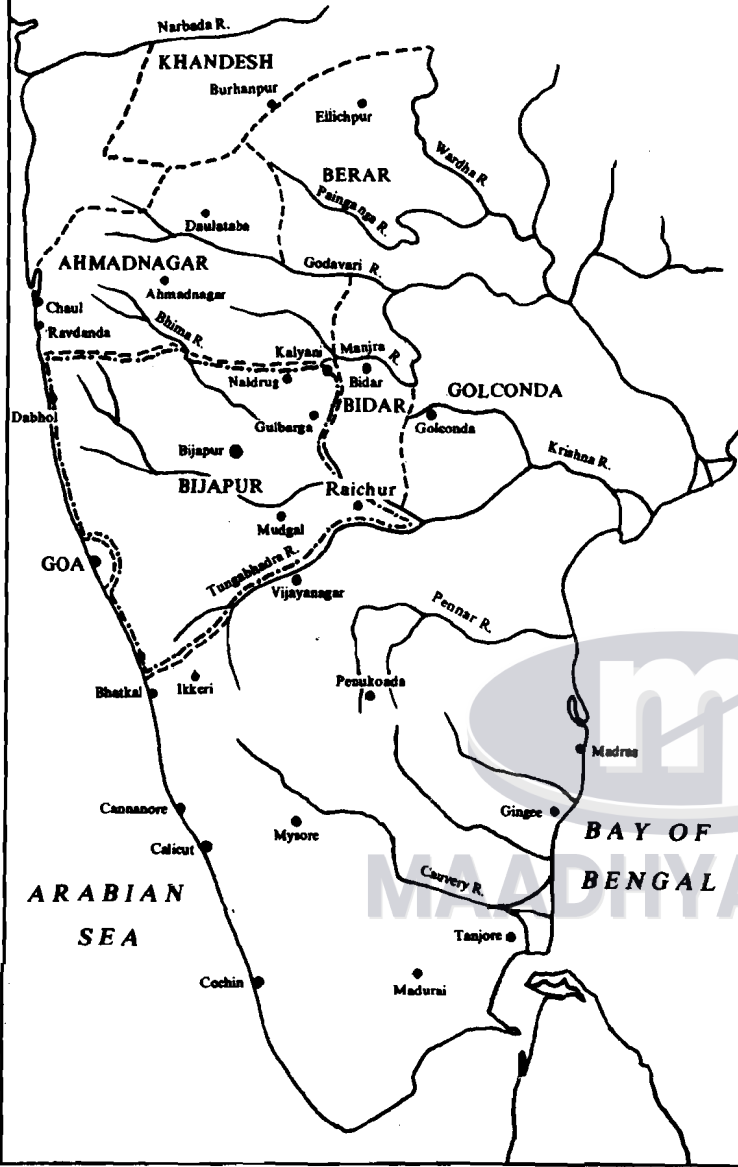 Narbada R.
KHANDESH
Burhanpur
Ellichpur
Wardha R.
BERAR
Painganga R.
Daulataba
Godavari R.
AHMADNAGAR
Ahmadnagar
Chaul
Ravdanda
Bhima R.
Kalyani
Manjra R.
Naldrug
Bidar
GOLCONDA
BIDAR
Dabhol
Gulbarga
Golconda
Bijapur
Krishna R.
BIJAPUR
Raichur
Mudgal
GOA
Tungabhadra R.
Vijayanagar
Pennar R.
Penukoada
Bhatkal
Ikkeri
m
Madras
Cannanore
Mysore
Gingee
BAY OF
BENGAL
Calicut
MAADHYA
Cauvery R.
ARABIAN
SEA
Tanjore
Cochin
Madurai